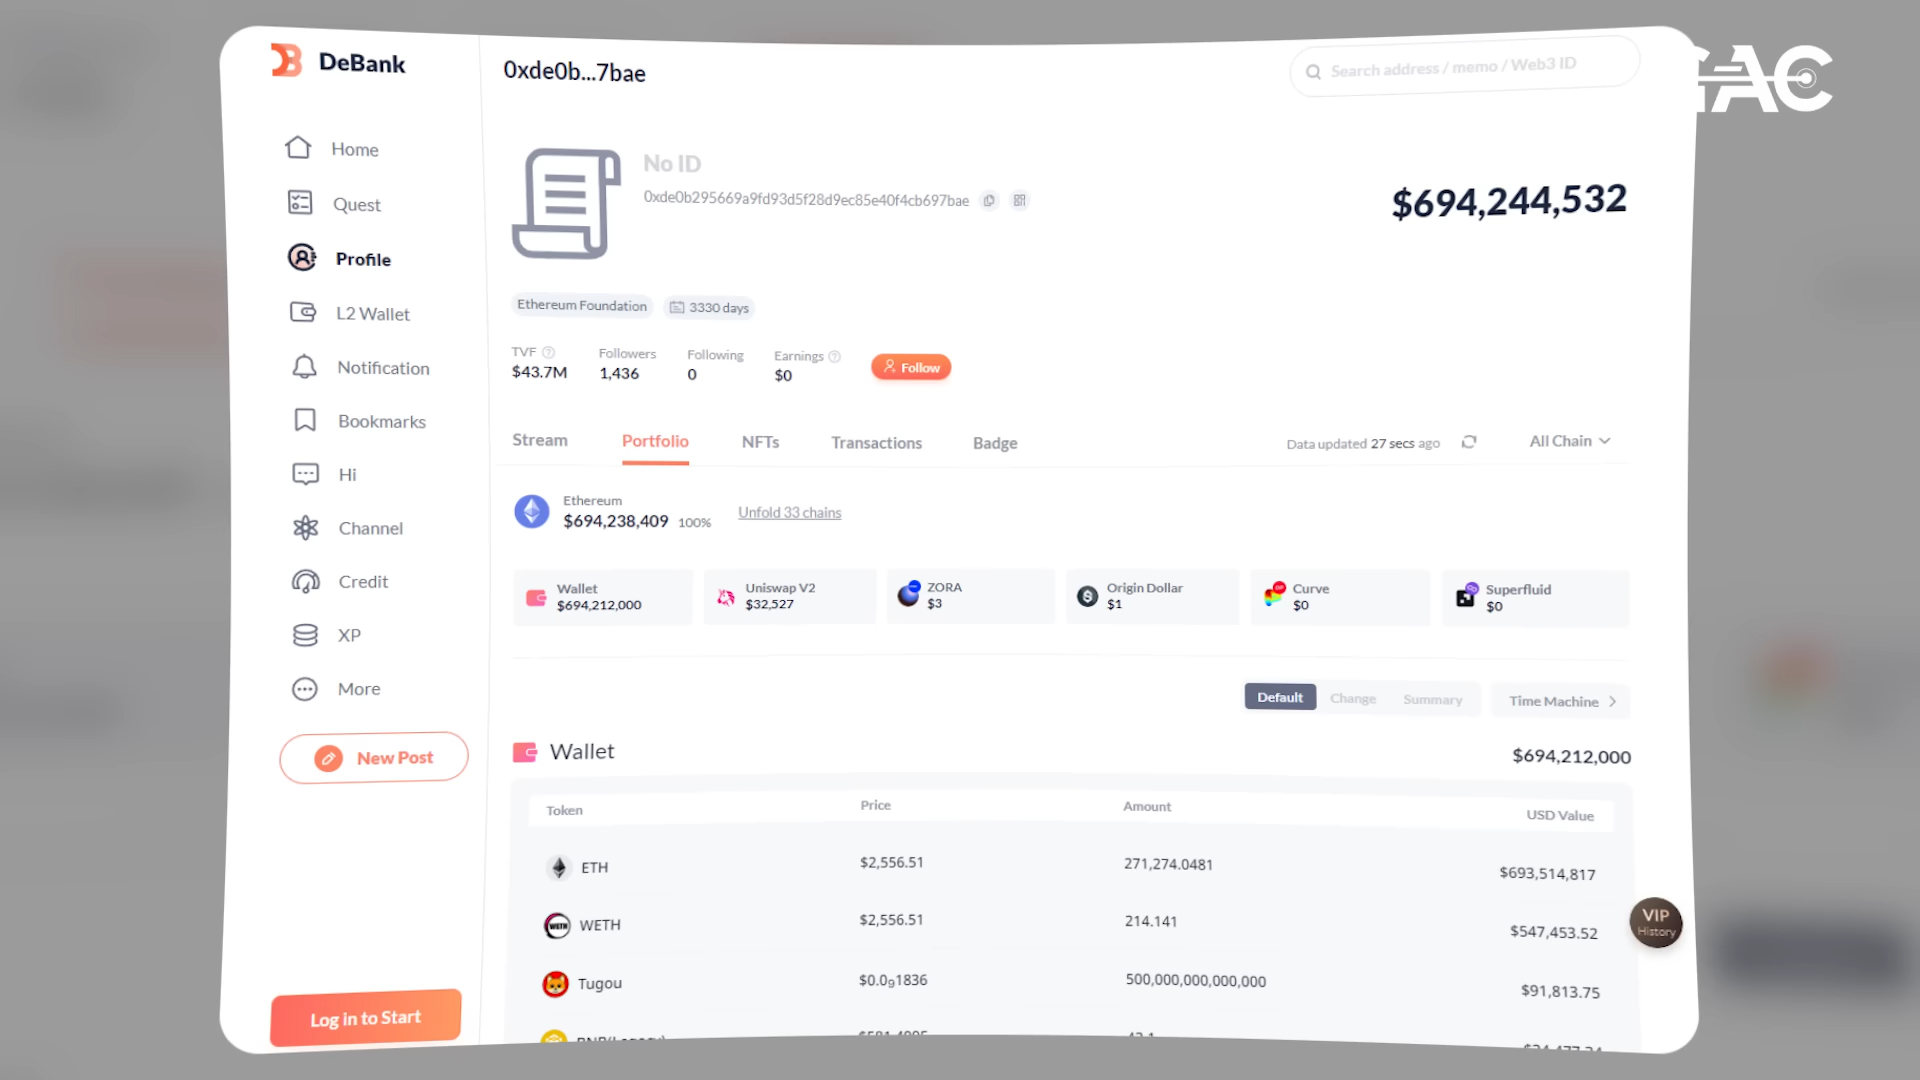 DeBank
0xde0b...7bae
Search address / memo / Web3 ID
GAC
Home
Quest
Profile
L2 Wallet
Notification
Bookmarks
Hi
Channel
Credit
XP
More
New Post
Log in to Start
No ID
0xde0b295669a9fd93d5f28d9ec85e40f4cb697bae
$694,244,532
Ethereum Foundation
3330 days
TVF Followers Following Earnings
$43.7M 1,436 0 $0
Follow
Stream Portfolio NFTs Transactions Badge
Data updated 27 secs ago
All Chain
Ethereum
$694,238,409 100%
Unfold 33 chains
Wallet
$694,212,000
Uniswap V2
$32,527
ZORA
$3
Origin Dollar
$1
Curve
$0
Superfluid
$0
Default Change Summary
Time Machine
Wallet
$694,212,000
Token Price Amount USD Value
ETH $2,556.51 271,274.0481 $693,514,817
WETH WETH $2,556.51 214.141 $547,453.52
Tugou $0.0₉1836 500,000,000,000,000 $91,813.75
VIP
History